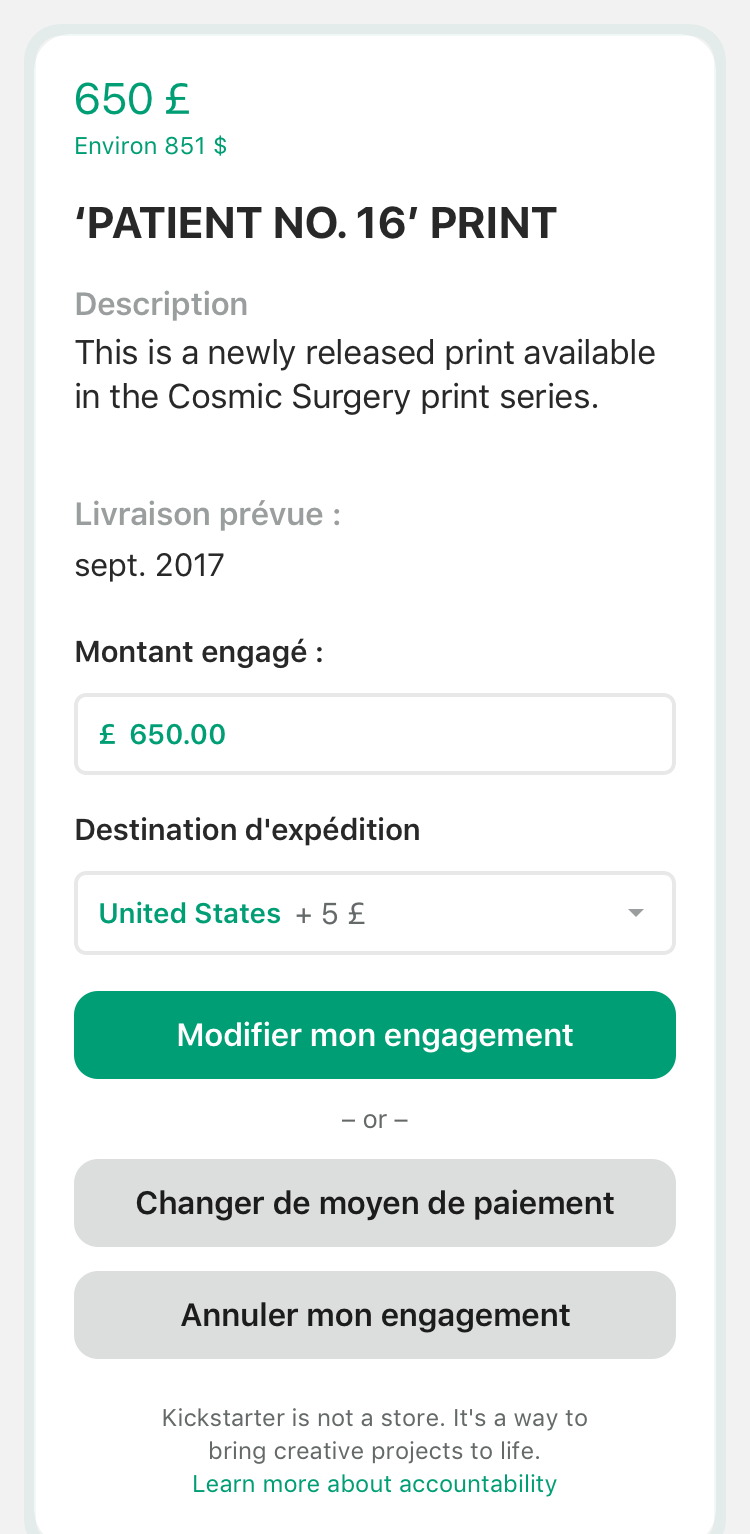 650 £
Environ 851 $
‘PATIENT NO. 16’ PRINT
Description
This is a newly released print available
in the Cosmic Surgery print series.
Livraison prévue :
sept. 2017
Montant engagé :
£ 650.00
Destination d'expédition
United States + 5 £
Modifier mon engagement
– or –
Changer de moyen de paiement
Annuler mon engagement
Kickstarter is not a store. It's a way to
bring creative projects to life.
Learn more about accountability